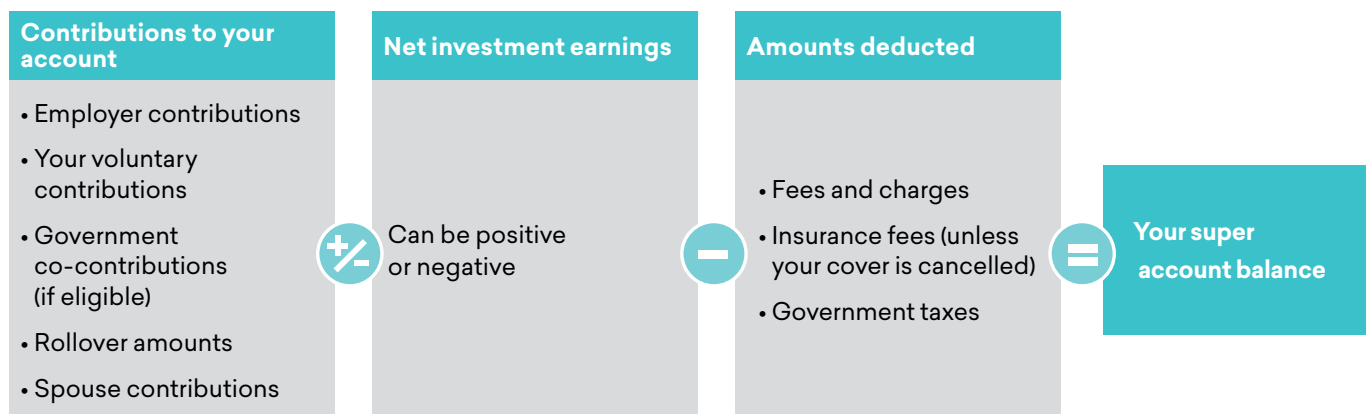 Contributions to your
account
• Employer contributions
• Your voluntary
contributions
• Government
co-contributions
(if eligible)
• Rollover amounts
• Spouse contributions
+/-
Net investment earnings
Can be positive
or negative
–
Amounts deducted
• Fees and charges
• Insurance fees (unless
your cover is cancelled)
• Government taxes
=
Your super
account balance